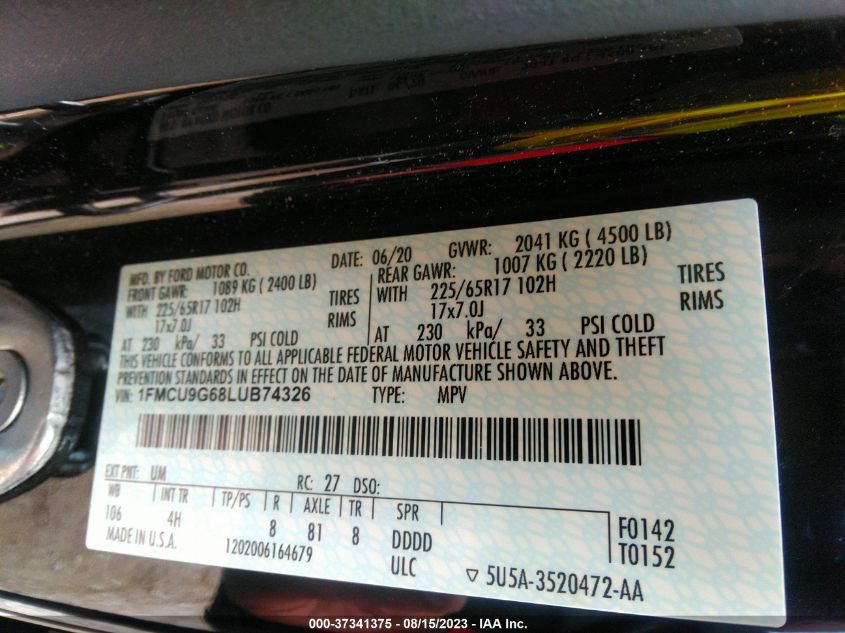 MFD. BY FORD MOTOR CO.
DATE: 06/20 GVWR: 2041 KG ( 4500 LB)
FRONT GAWR: 1089 KG ( 2400 LB)
WITH 225/65R17 102H TIRES
17x7.0J RIMS
AT 230 kPa/ 33 PSI COLD
REAR GAWR: 1007 KG ( 2220 LB)
WITH 225/65R17 102H TIRES
17x7.0J RIMS
AT 230 kPa/ 33 PSI COLD
THIS VEHICLE CONFORMS TO ALL APPLICABLE FEDERAL MOTOR VEHICLE SAFETY AND THEFT
PREVENTION STANDARDS IN EFFECT ON THE DATE OF MANUFACTURE SHOWN ABOVE.
VIN: 1FMCU9G68LUB74326 TYPE: MPV
EXT PNT: UM RC: 27 DSO:
WB INT TR TP/PS R AXLE TR SPR
106 4H 8 81 8 DDDD
F0142
T0152
MADE IN U.S.A. 1202006164679 ULC
▽ 5U5A-3520472-AA
000-37341375 - 08/15/2023 - © IAA Inc.